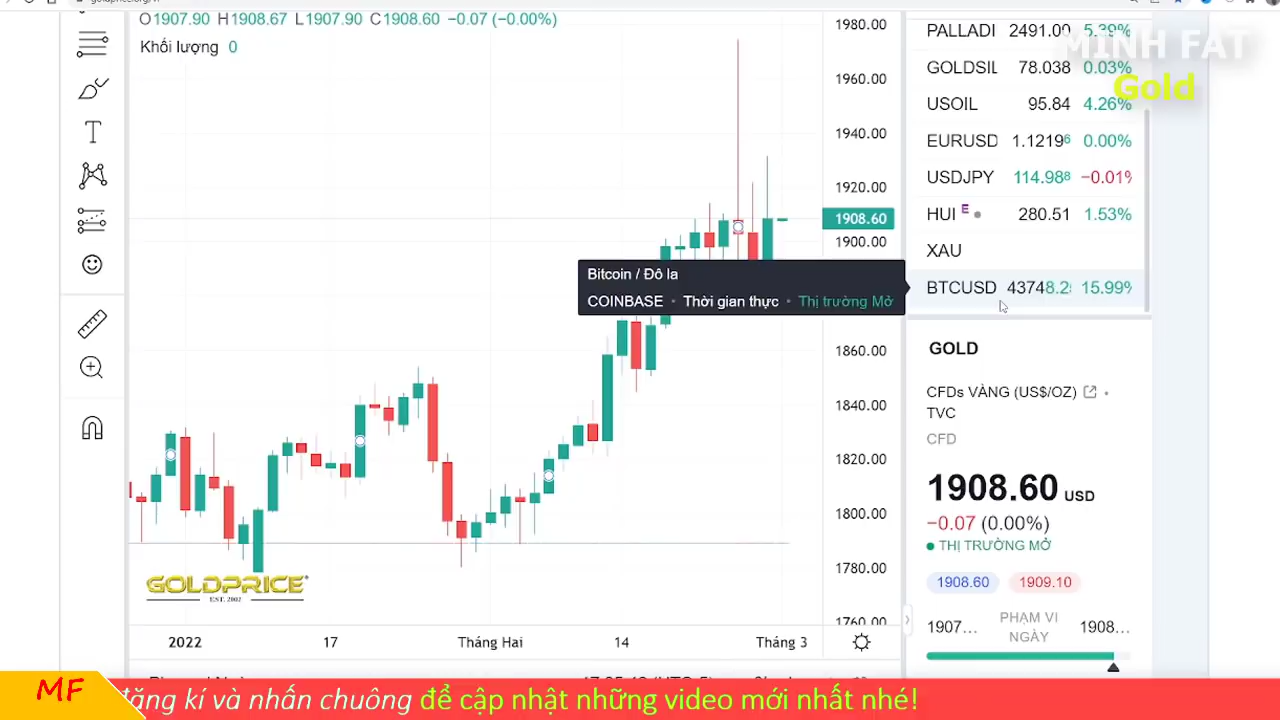 O1907.90 H1908.67 L1907.90 C1908.60 −0.07 (−0.00%)
Khối lượng 0
1980.00
1960.00
1940.00
1920.00
1908.60
1900.00
1860.00
1840.00
1820.00
1800.00
1780.00
1760.00
Bitcoin / Đô la
COINBASE • Thời gian thực • Thị trường Mở
GOLDPRICE
EST. 2002
2022 17 Tháng Hai 14 Tháng 3
MINH FAT
Gold
PALLADI 2491.00 5.39%
GOLDSIL 78.038 0.03%
USOIL 95.84 4.26%
EURUSD 1.12196 0.00%
USDJPY 114.988 −0.01%
HUI E 280.51 1.53%
XAU
BTCUSD 43748.2 15.99%
GOLD
CFDs VÀNG (US$/OZ) •
TVC
CFD
1908.60 USD
−0.07 (0.00%)
THỊ TRƯỜNG MỞ
1908.60 1909.10
1907... PHẠM VI NGÀY 1908...
MF
đăng kí và nhấn chuông để cập nhật những video mới nhất nhé!